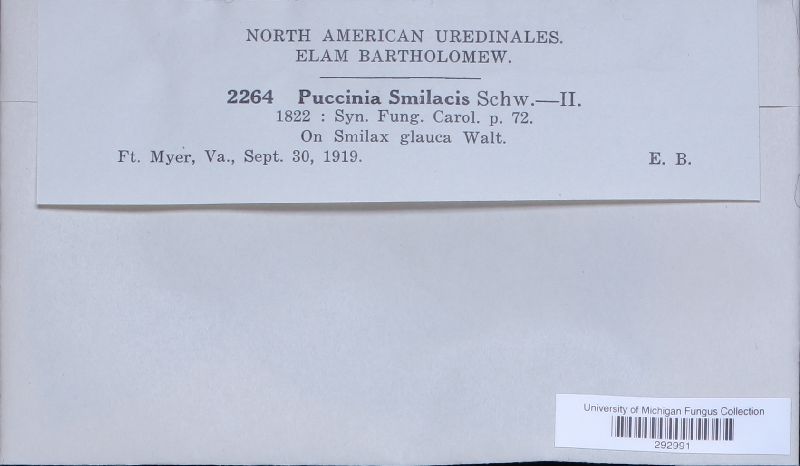 NORTH AMERICAN UREDINALES.
ELAM BARTHOLOMEW.
2264 Puccinia Smilacis Schw.—II.
1822 : Syn. Fung. Carol. p. 72.
On Smilax glauca Walt.
Ft. Myer, Va., Sept. 30, 1919. E. B.
University of Michigan Fungus Collection
292991